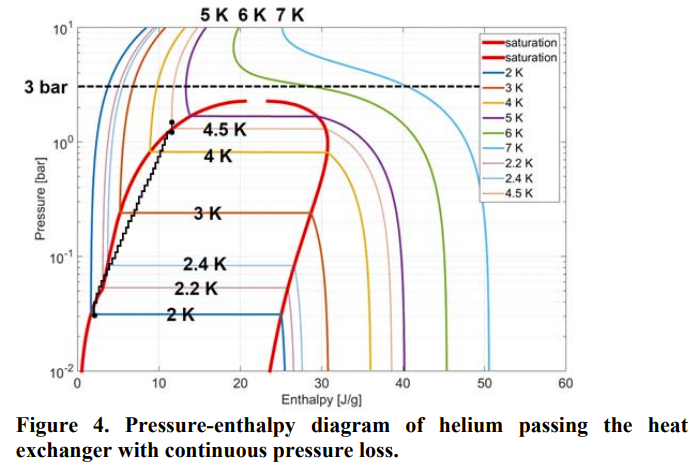 5 K 6 K 7 K
10¹
saturation
saturation
2 K
3 K
4 K
5 K
6 K
7 K
2.2 K
2.4 K
4.5 K
3 bar
4.5 K
10⁰
4 K
Pressure [bar]
3 K
10⁻¹
2.4 K
2.2 K
2 K
10⁻²
0 10 20 30 40 50 60
Enthalpy [J/g]
Figure 4. Pressure-enthalpy diagram of helium passing the heat
exchanger with continuous pressure loss.